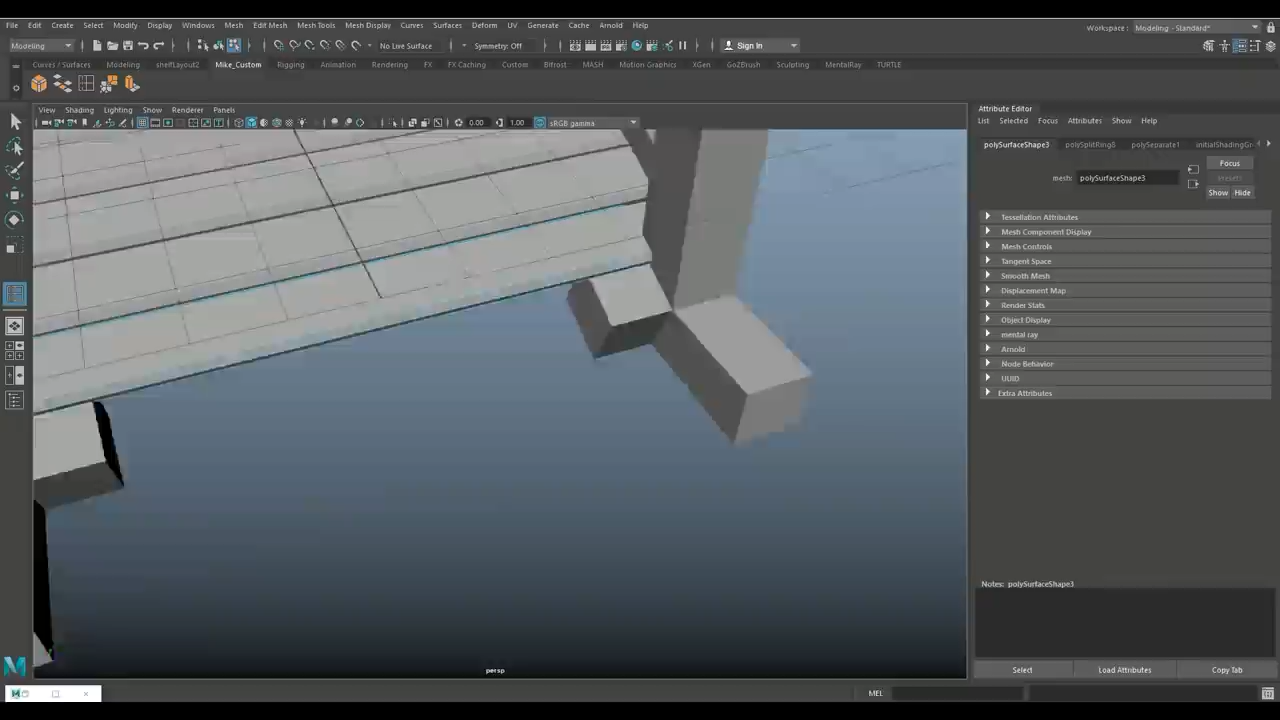 File Edit Create Select Modify Display Windows Mesh Edit Mesh Mesh Tools Mesh Display Curves Surfaces Deform UV Generate Cache Arnold Help
Workspace: Modeling - Standard*
Modeling No Live Surface Symmetry: Off Sign In
Curves / Surfaces Modeling shelfLayout2 Mike_Custom Rigging Animation Rendering FX FX Caching Custom Bifrost MASH Motion Graphics XGen GoZBrush Sculpting MentalRay TURTLE
View Shading Lighting Show Renderer Panels
0.00 1.00 sRGB gamma
persp
Attribute Editor
List Selected Focus Attributes Show Help
polySurfaceShape3 polySplitRing8 polySeparate1 initialShadingGr
Focus
mesh: polySurfaceShape3
Presets
Show Hide
Tessellation Attributes
Mesh Component Display
Mesh Controls
Tangent Space
Smooth Mesh
Displacement Map
Render Stats
Object Display
mental ray
Arnold
Node Behavior
UUID
Extra Attributes
Notes: polySurfaceShape3
Select Load Attributes Copy Tab
MEL